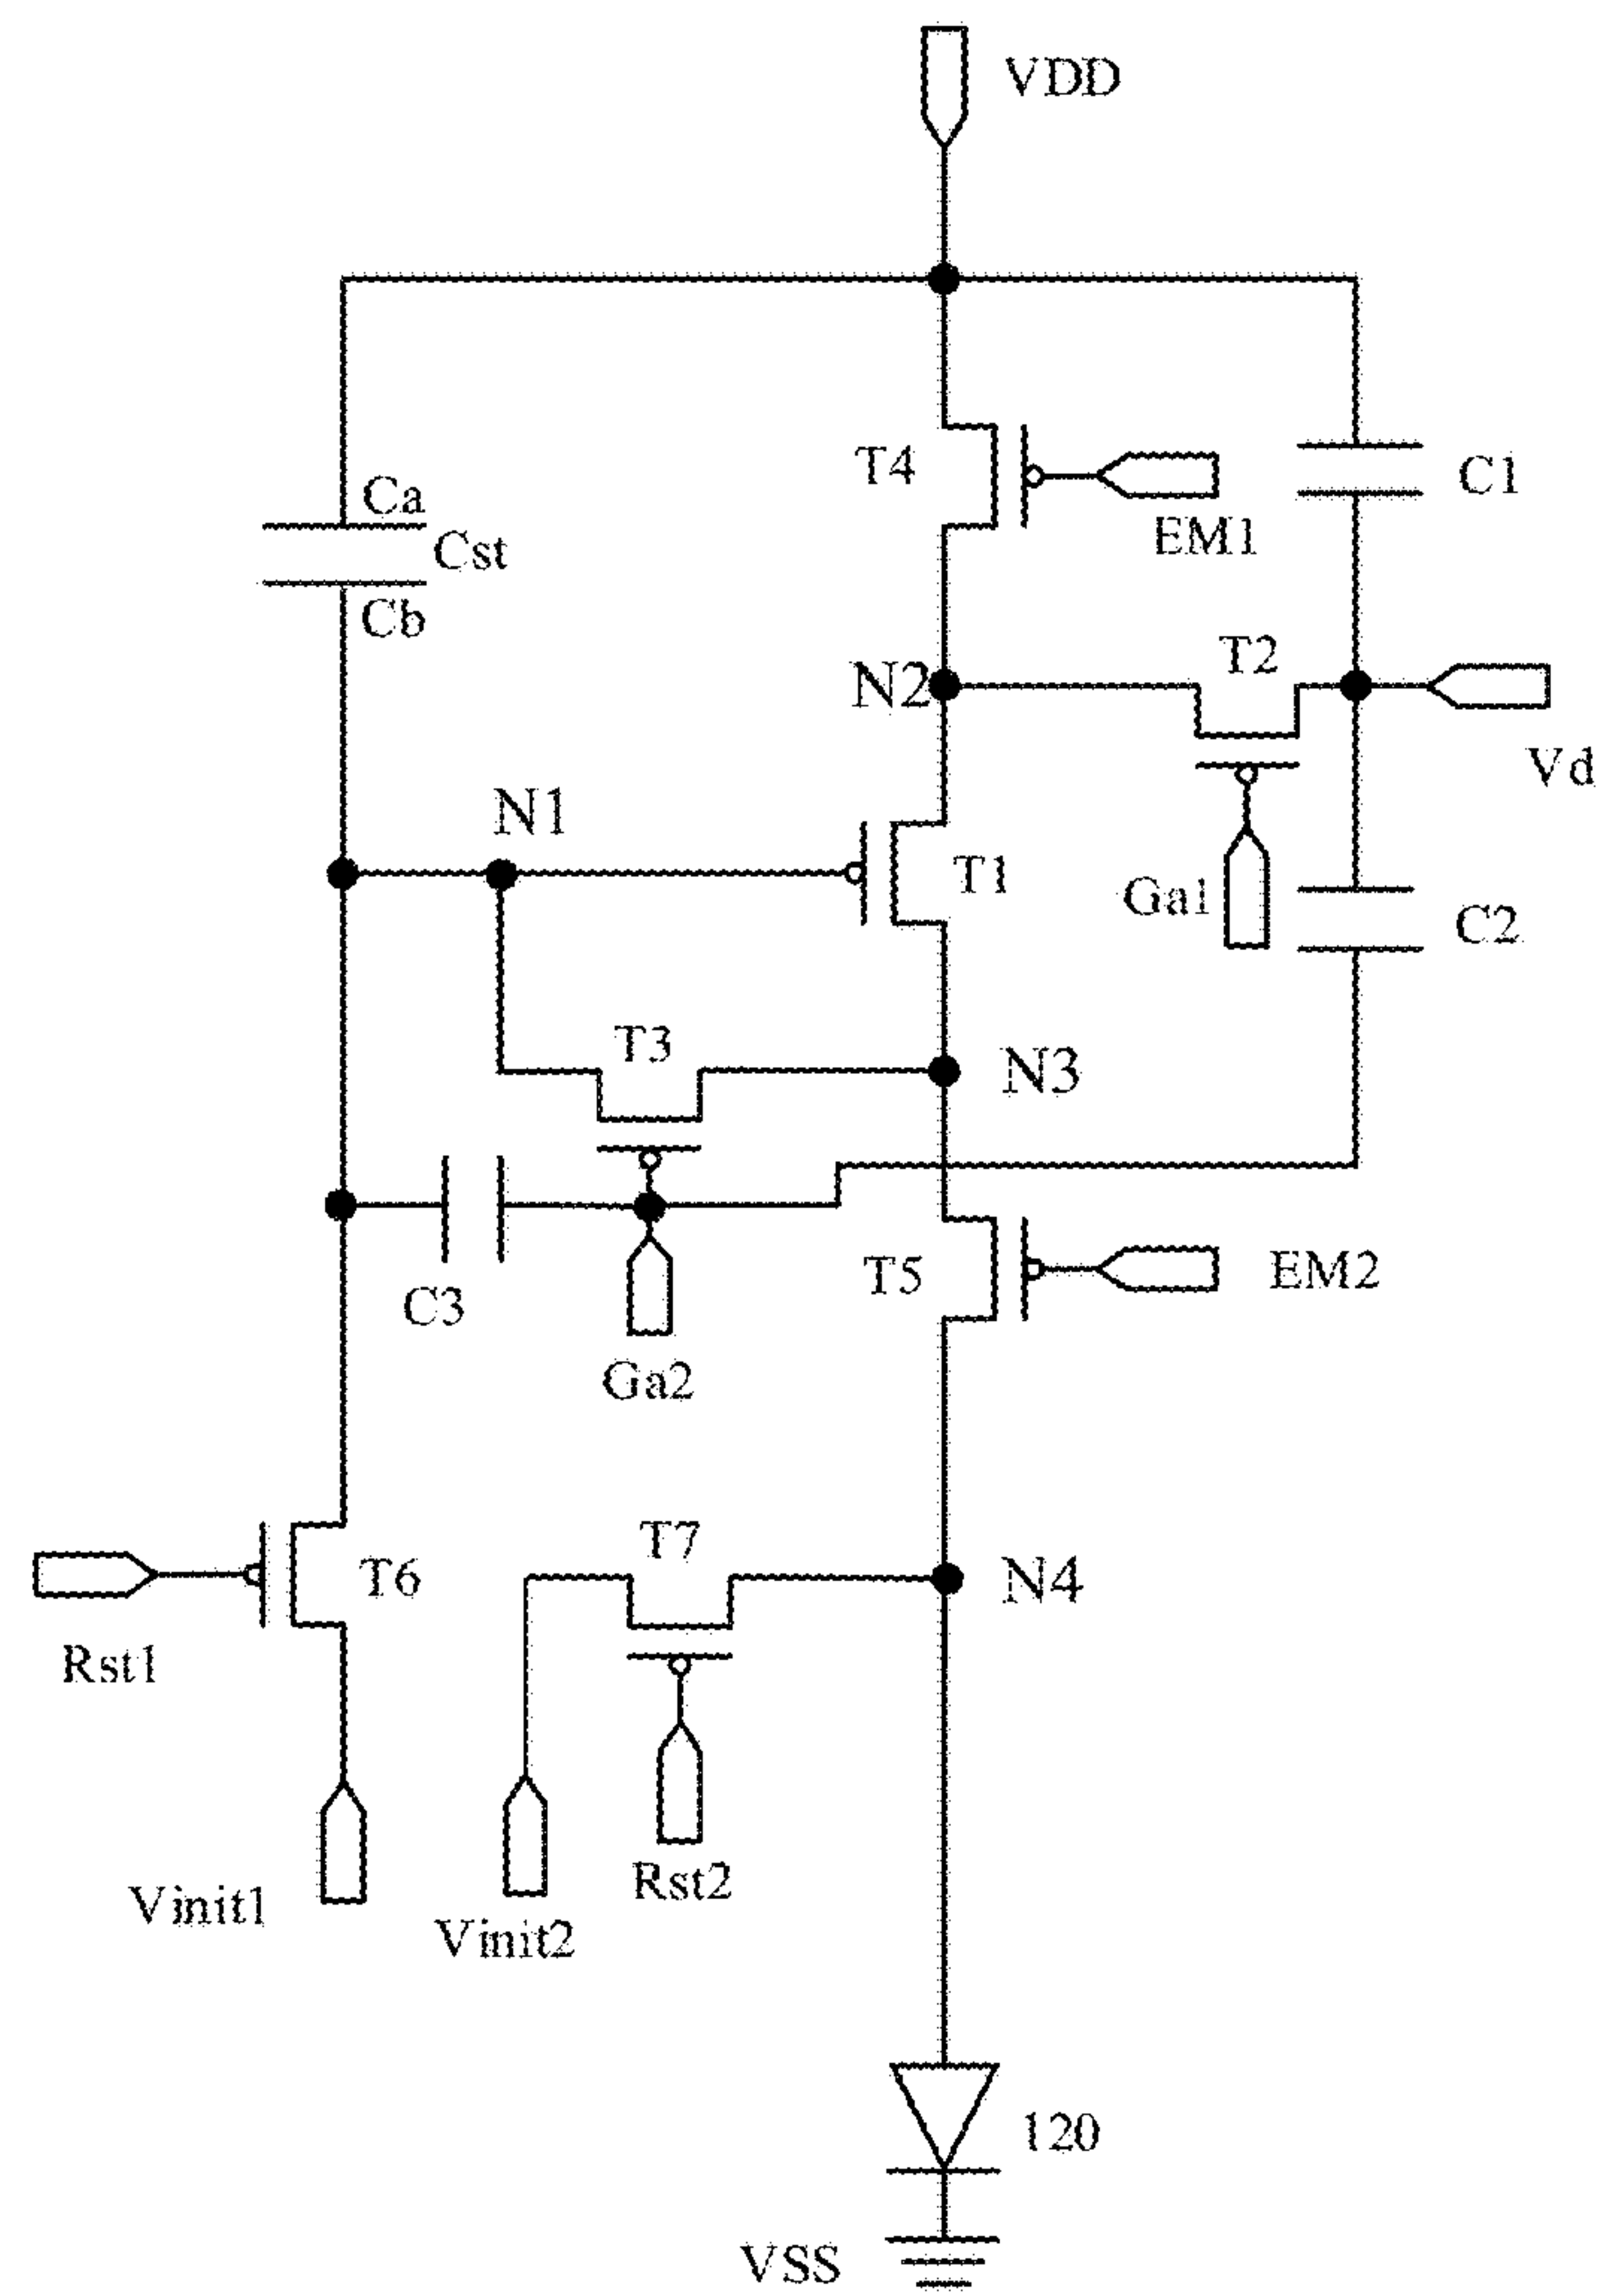 VDD
T4
C1
Ca
Cst
EM1
Cb
T2
N2
Vd
N1
T1
Ga1
C2
T3
N3
T5
EM2
C3
Ga2
T7
T6
N4
Rst1
Rst2
Vinit1
Vinit2
120
VSS